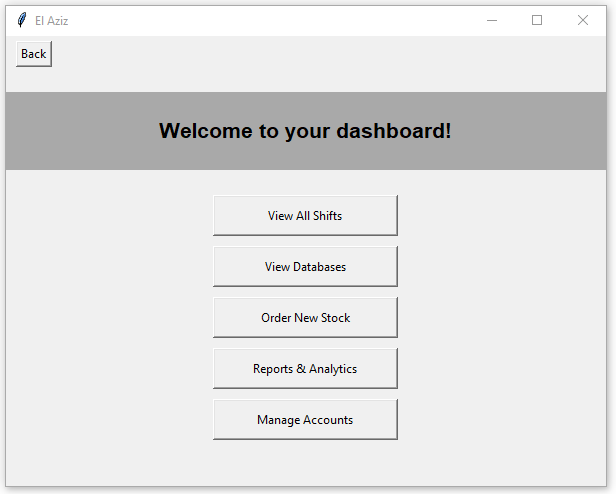 El Aziz
Back
Welcome to your dashboard!
View All Shifts
View Databases
Order New Stock
Reports & Analytics
Manage Accounts